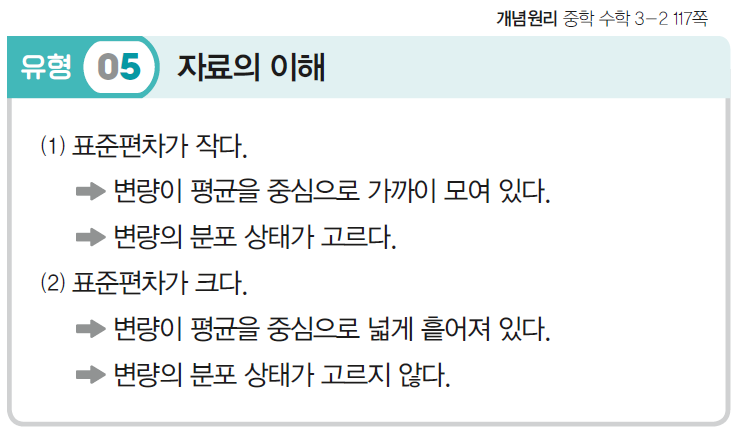 개념원리 중학 수학 3-2 117쪽
유형 05 자료의 이해
(1) 표준편차가 작다.
➡ 변량이 평균을 중심으로 가까이 모여 있다.
➡ 변량의 분포 상태가 고르다.
(2) 표준편차가 크다.
➡ 변량이 평균을 중심으로 넓게 흩어져 있다.
➡ 변량의 분포 상태가 고르지 않다.